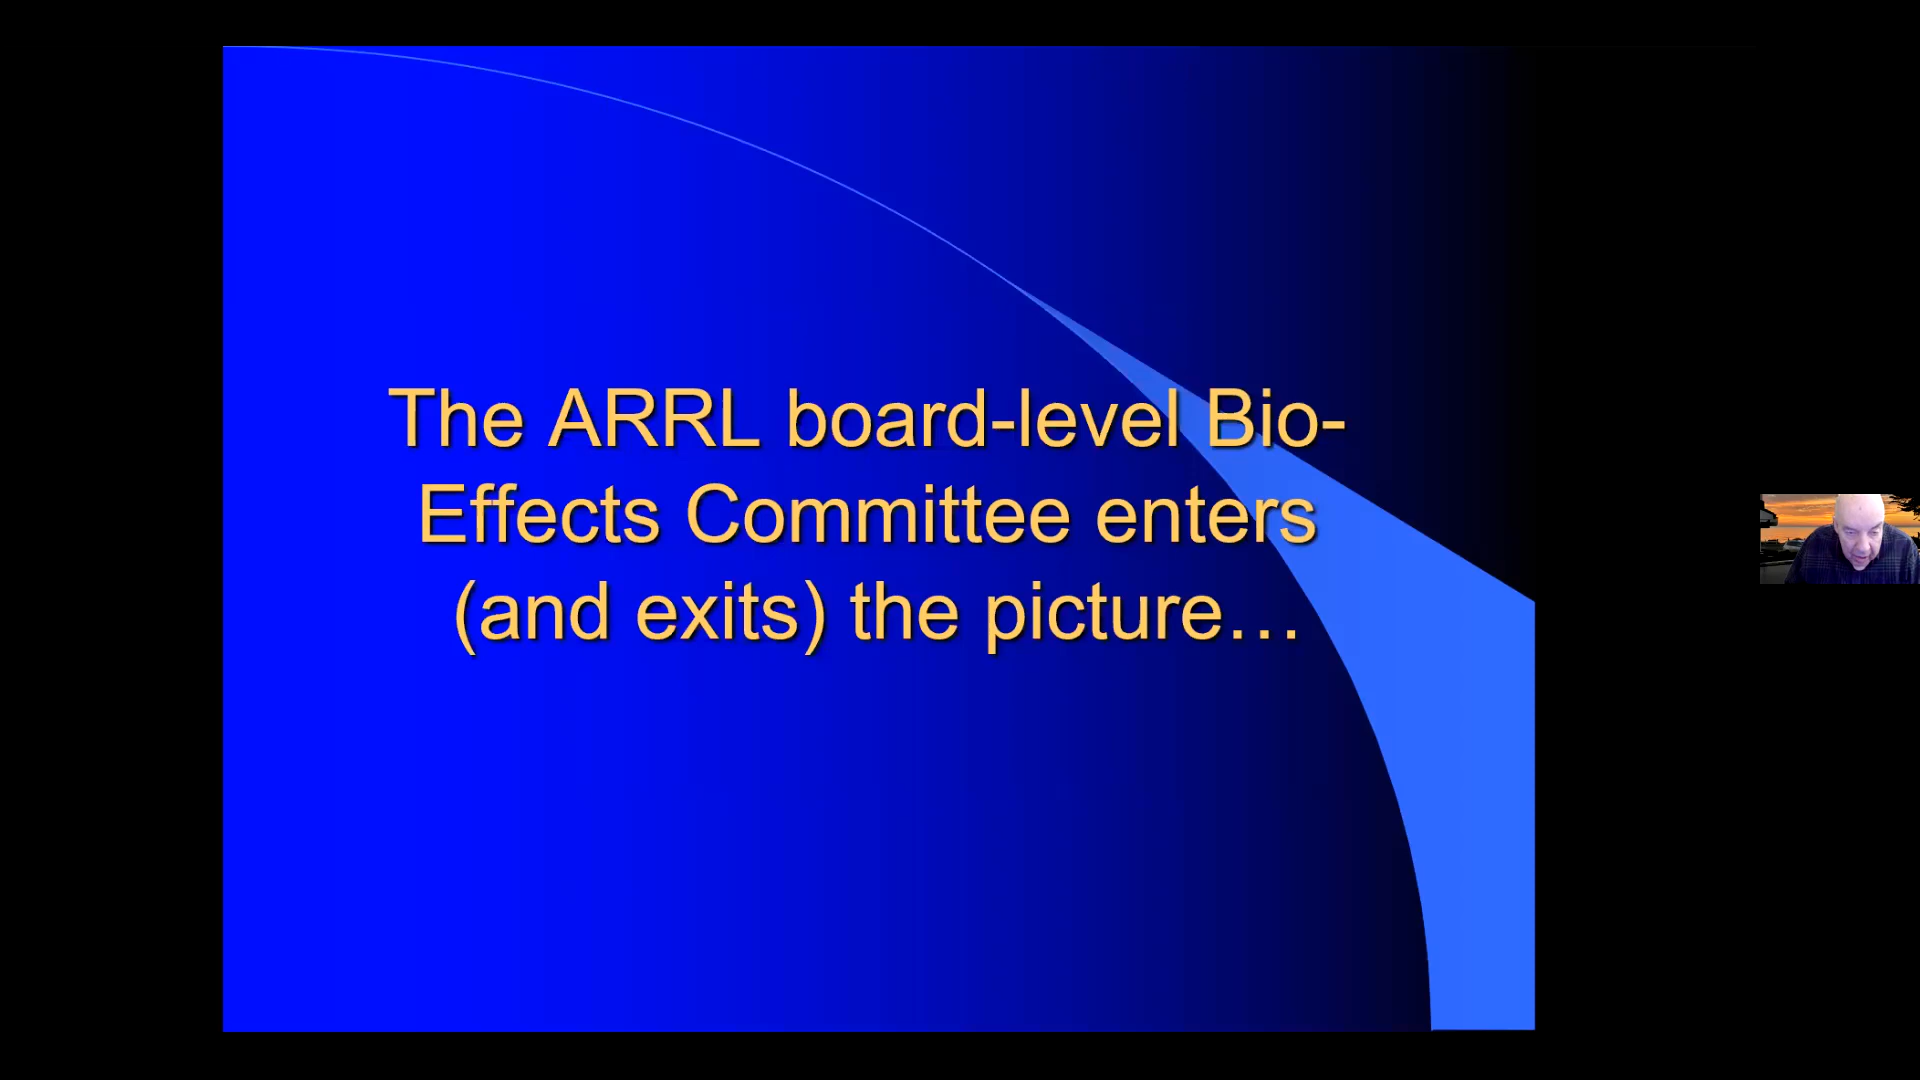 The ARRL board-level Bio-
Effects Committee enters
(and exits) the picture…